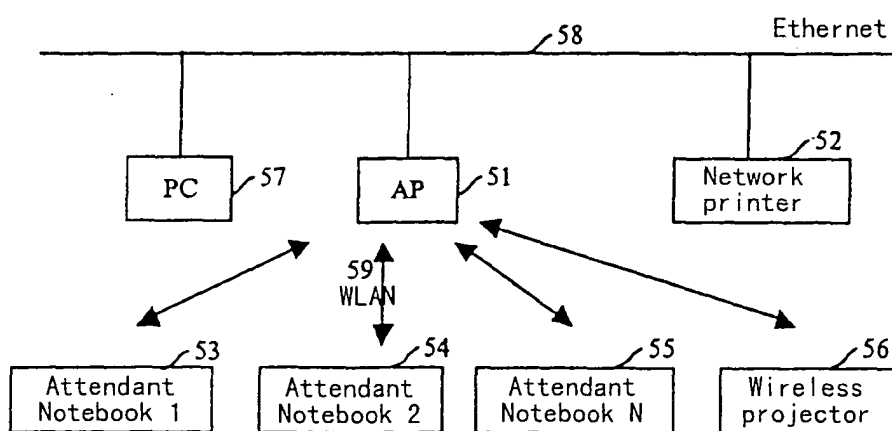 Ethernet
58
PC
57
AP
51
52
Network
printer
59
WLAN
53
Attendant
Notebook 1
54
Attendant
Notebook 2
55
Attendant
Notebook N
56
Wireless
projector